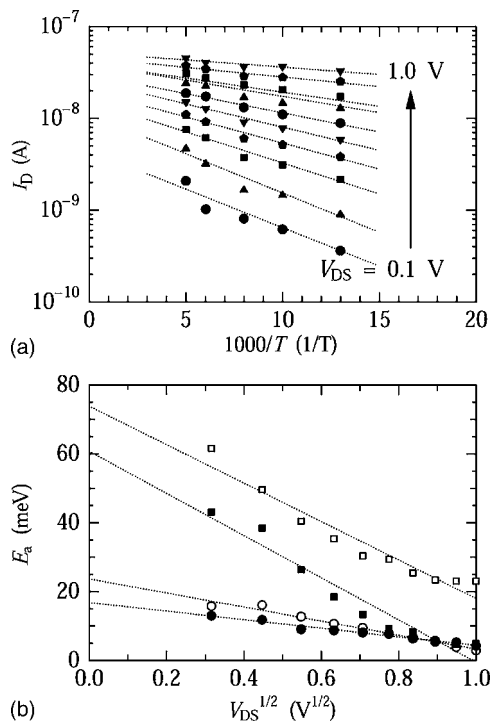 10⁻⁷
10⁻⁸
10⁻⁹
10⁻¹⁰
I_D (A)
1.0 V
V_DS = 0.1 V
0 5 10 15 20
1000/T (1/T)
(a)
80
60
40
20
0
E_a (meV)
0.0 0.2 0.4 0.6 0.8 1.0
V_DS^1/2 (V^1/2)
(b)